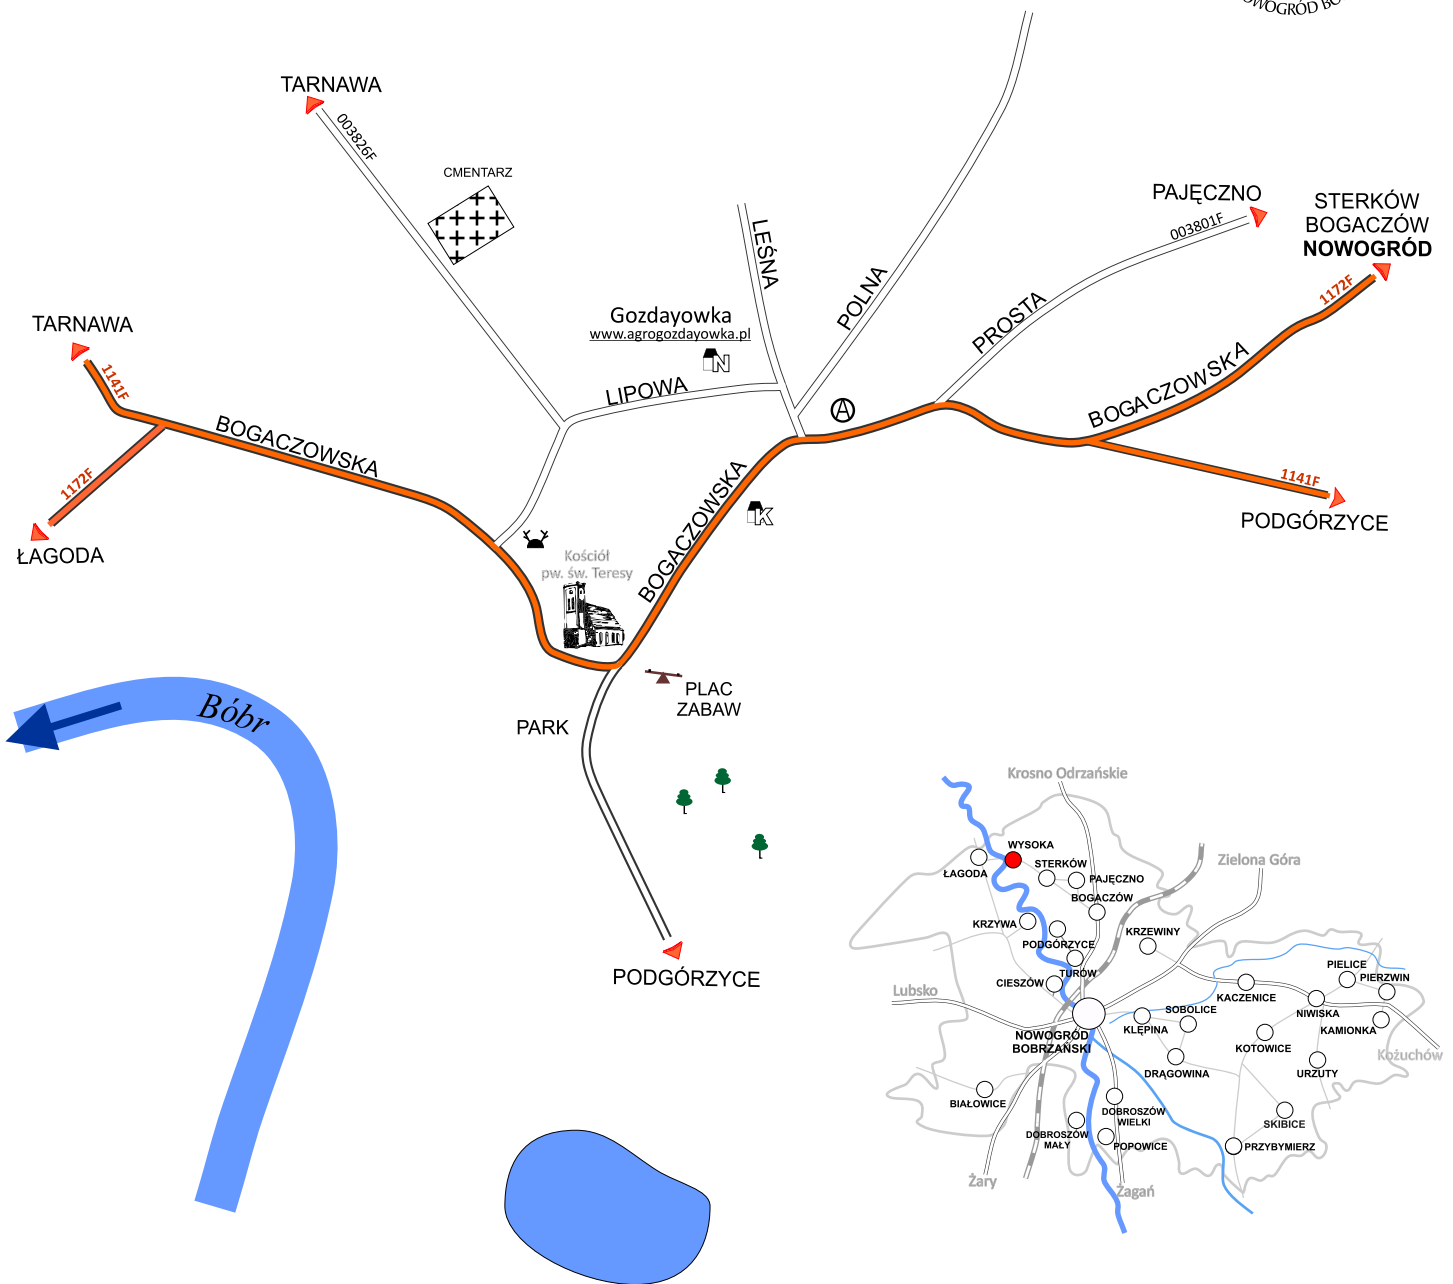 NOWOGRÓD BO
TARNAWA
003826F
CMENTARZ
PAJĘCZNO
003801F
STERKÓW
BOGACZÓW
NOWOGRÓD
1172F
LEŚNA
POLNA
PROSTA
Gozdayowka
www.agrogozdayowka.pl
N
TARNAWA
1141F
LIPOWA
BOGACZOWSKA
A
BOGACZOWSKA
1172F
ŁAGODA
BOGACZOWSKA
K
1141F
PODGÓRZYCE
Kościół
pw. św. Teresy
PLAC
ZABAW
PARK
Bóbr
PODGÓRZYCE
Krosno Odrzańskie
WYSOKA
ŁAGODA
STERKÓW
PAJĘCZNO
BOGACZÓW
Zielona Góra
KRZYWA
PODGÓRZYCE
KRZEWINY
TURÓW
CIESZÓW
Lubsko
PIELICE
PIERZWIN
KACZENICE
NIWISKA
KAMIONKA
SOBOLICE
KLĘPINA
NOWOGRÓD
BOBRZAŃSKI
KOTOWICE
Kożuchów
DRĄGOWINA
URZUTY
BIAŁOWICE
DOBROSZÓW
WIELKI
SKIBICE
DOBROSZÓW
MAŁY
POPOWICE
PRZYBYMIERZ
Żary
Żagań